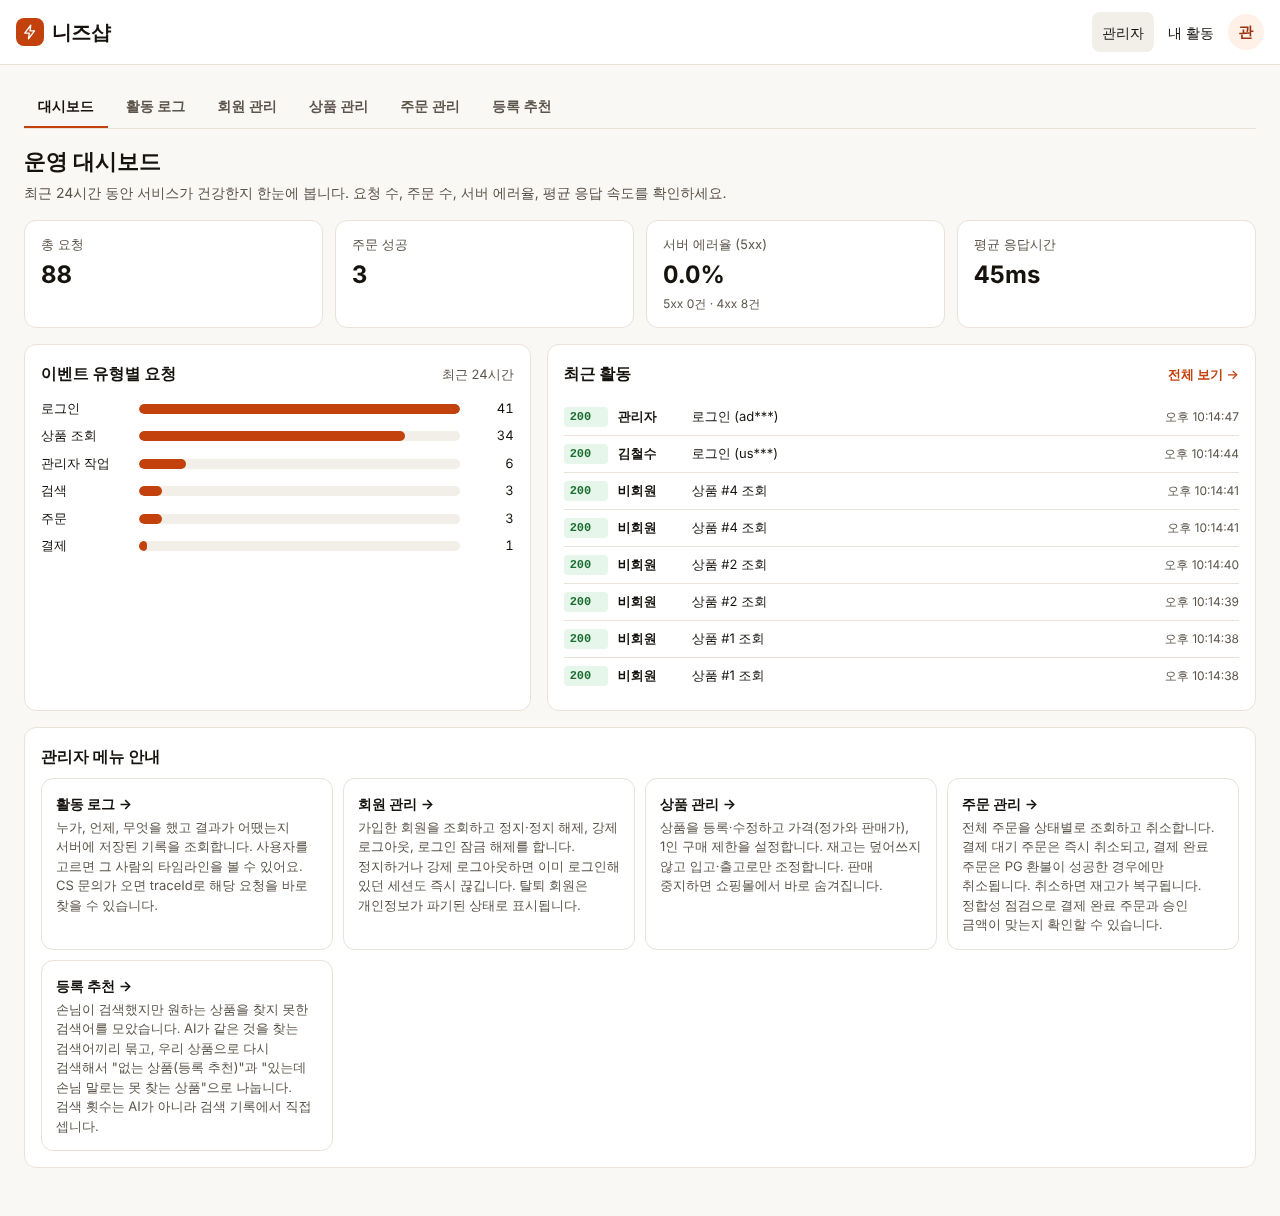 니즈샵
관리자
내 활동
관
대시보드
활동 로그
회원 관리
상품 관리
주문 관리
등록 추천
운영 대시보드
최근 24시간 동안 서비스가 건강한지 한눈에 봅니다. 요청 수, 주문 수, 서버 에러율, 평균 응답 속도를 확인하세요.
총 요청
88
주문 성공
3
서버 에러율 (5xx)
0.0%
5xx 0건 · 4xx 8건
평균 응답시간
45ms
이벤트 유형별 요청
최근 24시간
로그인 41
상품 조회 34
관리자 작업 6
검색 3
주문 3
결제 1
최근 활동
전체 보기 →
200 관리자 로그인 (ad***) 오후 10:14:47
200 김철수 로그인 (us***) 오후 10:14:44
200 비회원 상품 #4 조회 오후 10:14:41
200 비회원 상품 #4 조회 오후 10:14:41
200 비회원 상품 #2 조회 오후 10:14:40
200 비회원 상품 #2 조회 오후 10:14:39
200 비회원 상품 #1 조회 오후 10:14:38
200 비회원 상품 #1 조회 오후 10:14:38
관리자 메뉴 안내
활동 로그 →
누가, 언제, 무엇을 했고 결과가 어땠는지
서버에 저장된 기록을 조회합니다. 사용자를
고르면 그 사람의 타임라인을 볼 수 있어요.
CS 문의가 오면 traceId로 해당 요청을 바로
찾을 수 있습니다.
회원 관리 →
가입한 회원을 조회하고 정지·정지 해제, 강제
로그아웃, 로그인 잠금 해제를 합니다.
정지하거나 강제 로그아웃하면 이미 로그인해
있던 세션도 즉시 끊깁니다. 탈퇴 회원은
개인정보가 파기된 상태로 표시됩니다.
상품 관리 →
상품을 등록·수정하고 가격(정가와 판매가),
1인 구매 제한을 설정합니다. 재고는 덮어쓰지
않고 입고·출고로만 조정합니다. 판매
중지하면 쇼핑몰에서 바로 숨겨집니다.
주문 관리 →
전체 주문을 상태별로 조회하고 취소합니다.
결제 대기 주문은 즉시 취소되고, 결제 완료
주문은 PG 환불이 성공한 경우에만
취소됩니다. 취소하면 재고가 복구됩니다.
정합성 점검으로 결제 완료 주문과 승인
금액이 맞는지 확인할 수 있습니다.
등록 추천 →
손님이 검색했지만 원하는 상품을 찾지 못한
검색어를 모았습니다. AI가 같은 것을 찾는
검색어끼리 묶고, 우리 상품으로 다시
검색해서 "없는 상품(등록 추천)"과 "있는데
손님 말로는 못 찾는 상품"으로 나눕니다.
검색 횟수는 AI가 아니라 검색 기록에서 직접
셉니다.